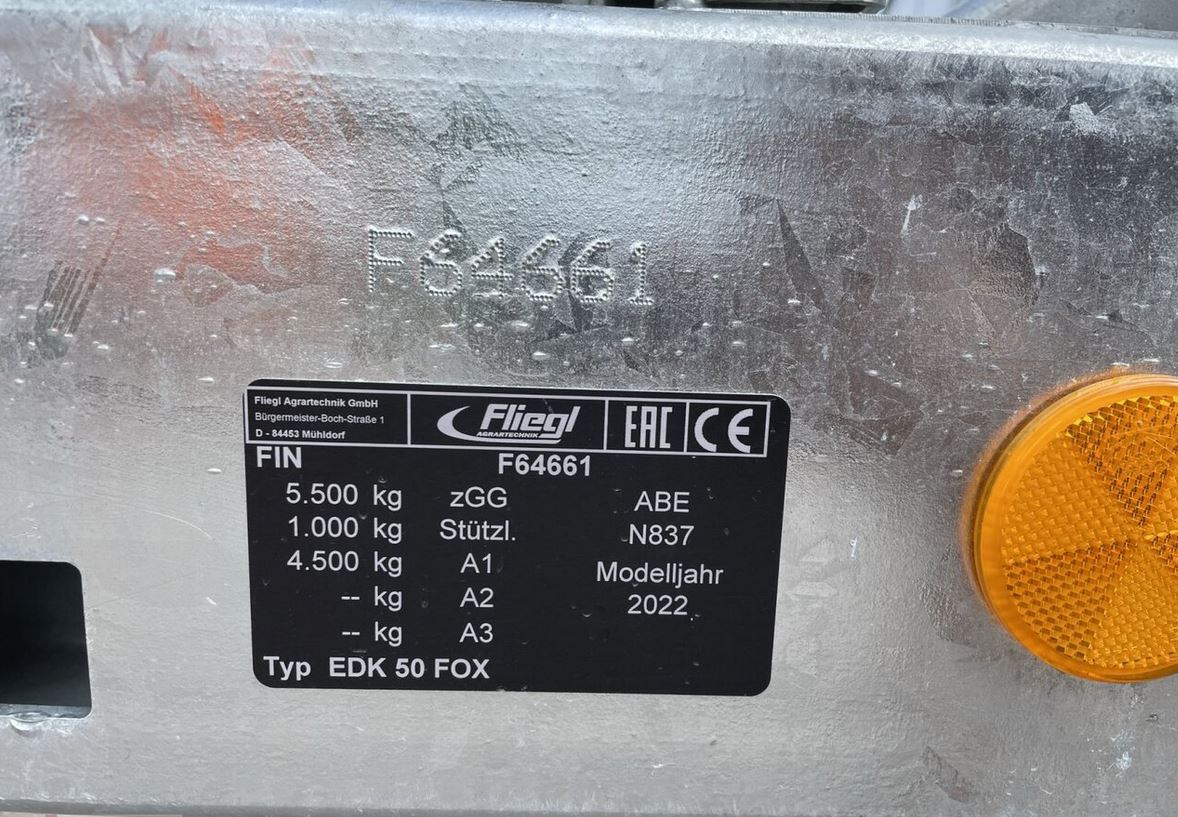 F64661
Fliegl Agrartechnik GmbH
Bürgermeister-Boch-Straße 1
D - 84453 Mühldorf
Fliegl
AGRARTECHNIK
EAC CE
FIN F64661
5.500 kg zGG ABE
1.000 kg Stützl. N837
4.500 kg A1 Modelljahr
-- kg A2 2022
-- kg A3
Typ EDK 50 FOX